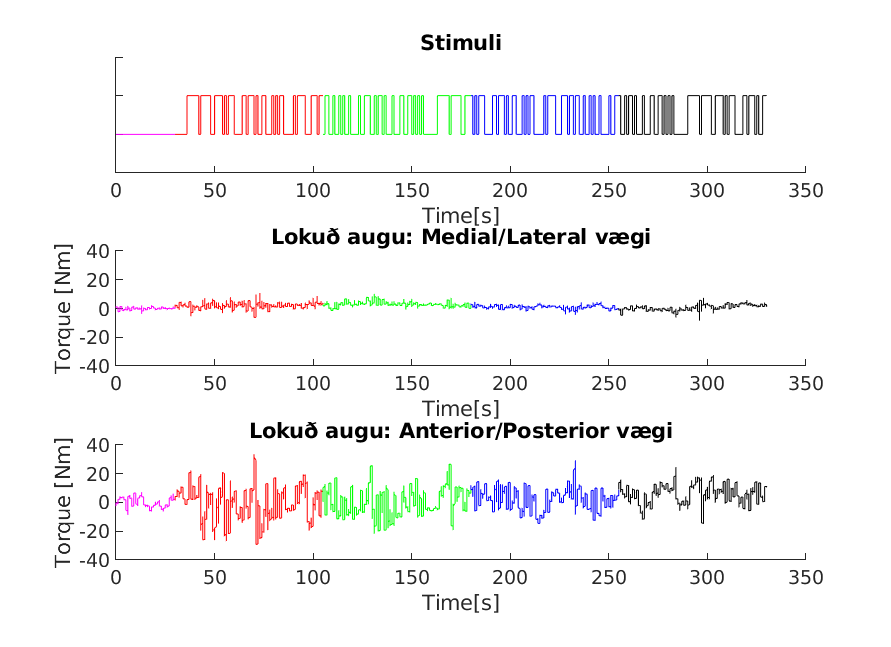 Stimuli
0 50 100 150 200 250 300 350
Time[s]
Lokuð augu: Medial/Lateral vægi
Torque [Nm]
40
20
0
-20
-40
0 50 100 150 200 250 300 350
Time[s]
Lokuð augu: Anterior/Posterior vægi
Torque [Nm]
40
20
0
-20
-40
0 50 100 150 200 250 300 350
Time[s]